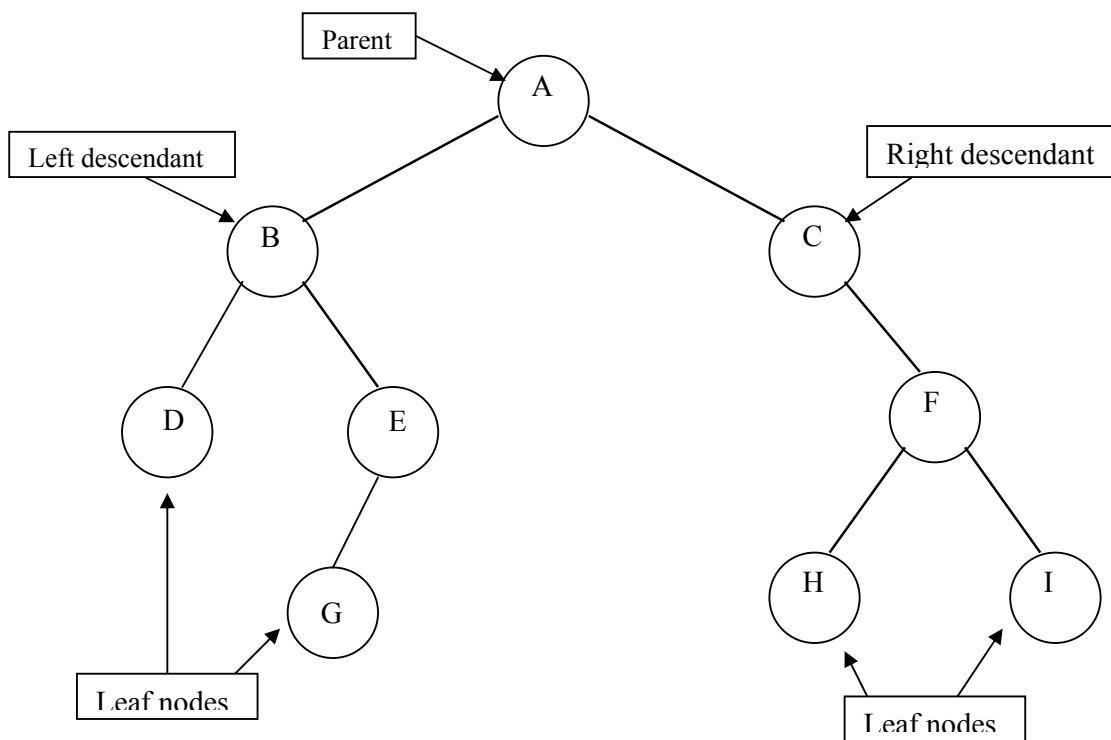 Parent
A
Left descendant
Right descendant
B
C
D
E
F
G
H
I
Leaf nodes
Leaf nodes